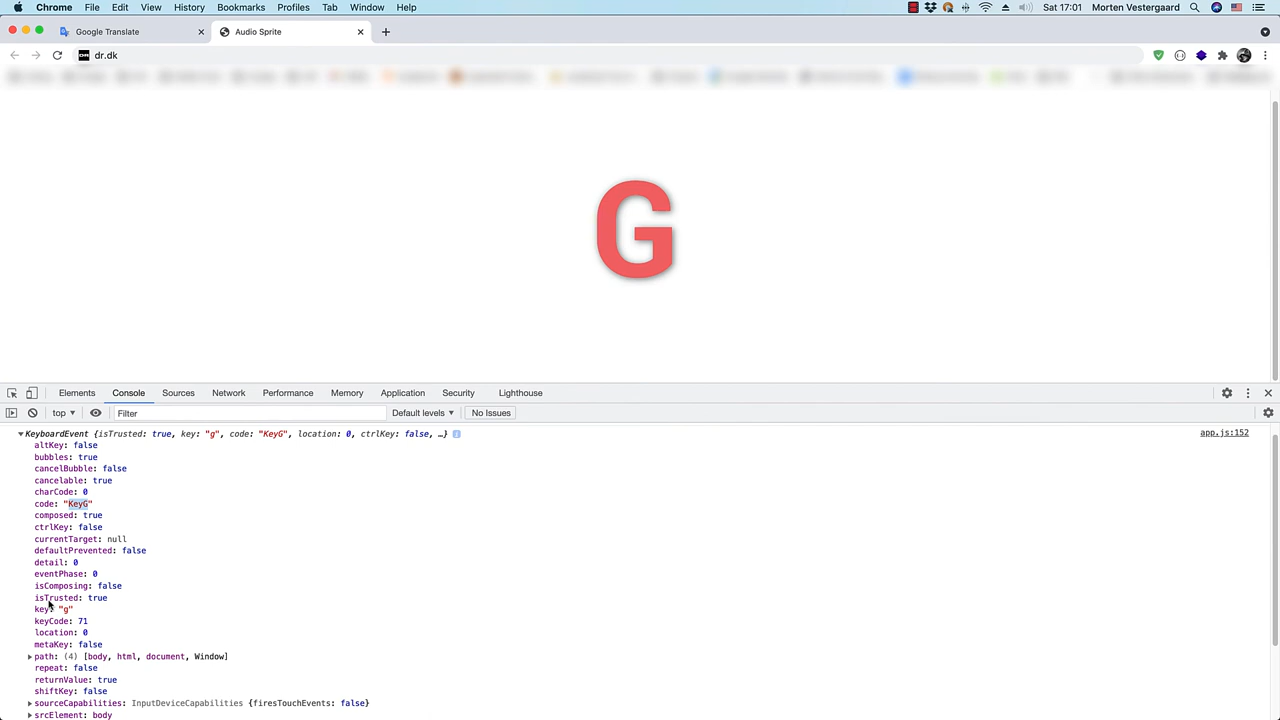 Chrome File Edit View History Bookmarks Profiles Tab Window Help Sat 17:01 Morten Vestergaard
Google Translate Audio Sprite
dr.dk
G
Elements Console Sources Network Performance Memory Application Security Lighthouse
top Filter Default levels No Issues
KeyboardEvent {isTrusted: true, key: "g", code: "KeyG", location: 0, ctrlKey: false, …} app.js:152
altKey: false
bubbles: true
cancelBubble: false
cancelable: true
charCode: 0
code: "KeyG"
composed: true
ctrlKey: false
currentTarget: null
defaultPrevented: false
detail: 0
eventPhase: 0
isComposing: false
isTrusted: true
key: "g"
keyCode: 71
location: 0
metaKey: false
path: (4) [body, html, document, Window]
repeat: false
returnValue: true
shiftKey: false
sourceCapabilities: InputDeviceCapabilities {firesTouchEvents: false}
srcElement: body